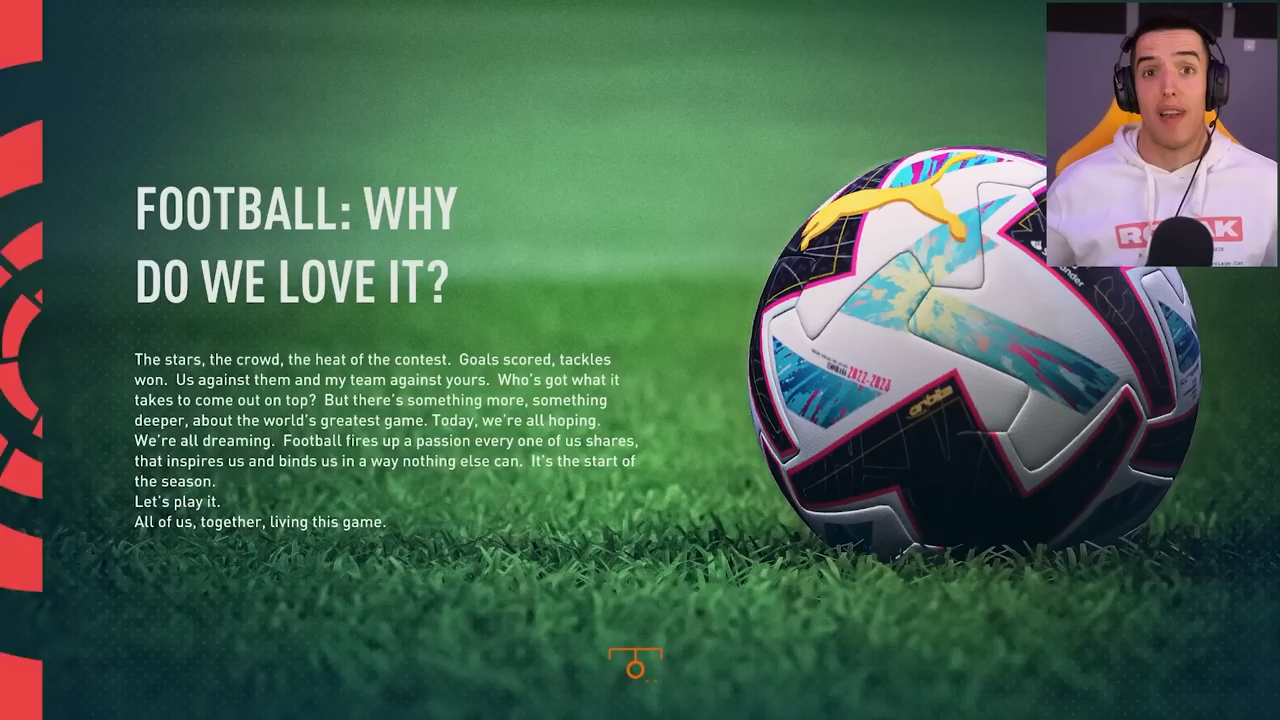 FOOTBALL: WHY
DO WE LOVE IT?
The stars, the crowd, the heat of the contest. Goals scored, tackles
won. Us against them and my team against yours. Who's got what it
takes to come out on top? But there's something more, something
deeper, about the world's greatest game. Today, we're all hoping.
We're all dreaming. Football fires up a passion every one of us shares,
that inspires us and binds us in a way nothing else can. It's the start of
the season.
Let's play it.
All of us, together, living this game.
2022-2023
orbita